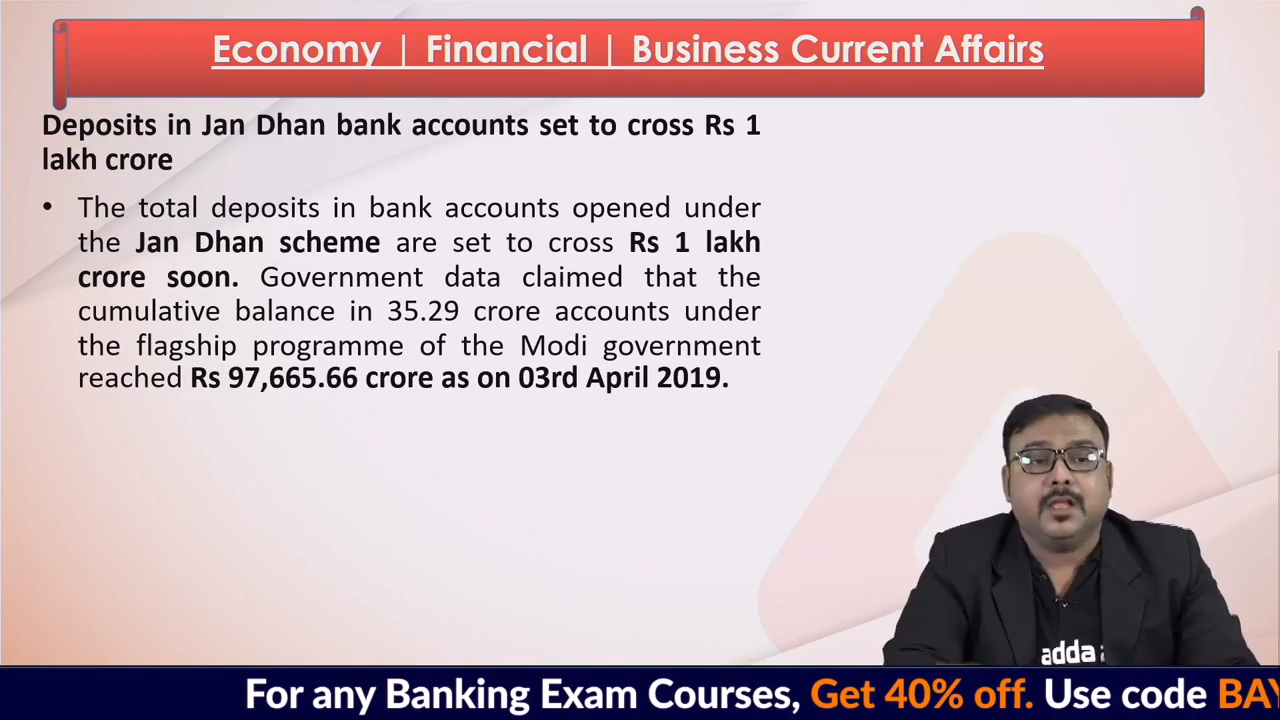 Economy | Financial | Business Current Affairs
Deposits in Jan Dhan bank accounts set to cross Rs 1
lakh crore
• The total deposits in bank accounts opened under
the Jan Dhan scheme are set to cross Rs 1 lakh
crore soon. Government data claimed that the
cumulative balance in 35.29 crore accounts under
the flagship programme of the Modi government
reached Rs 97,665.66 crore as on 03rd April 2019.
adda
For any Banking Exam Courses, Get 40% off. Use code